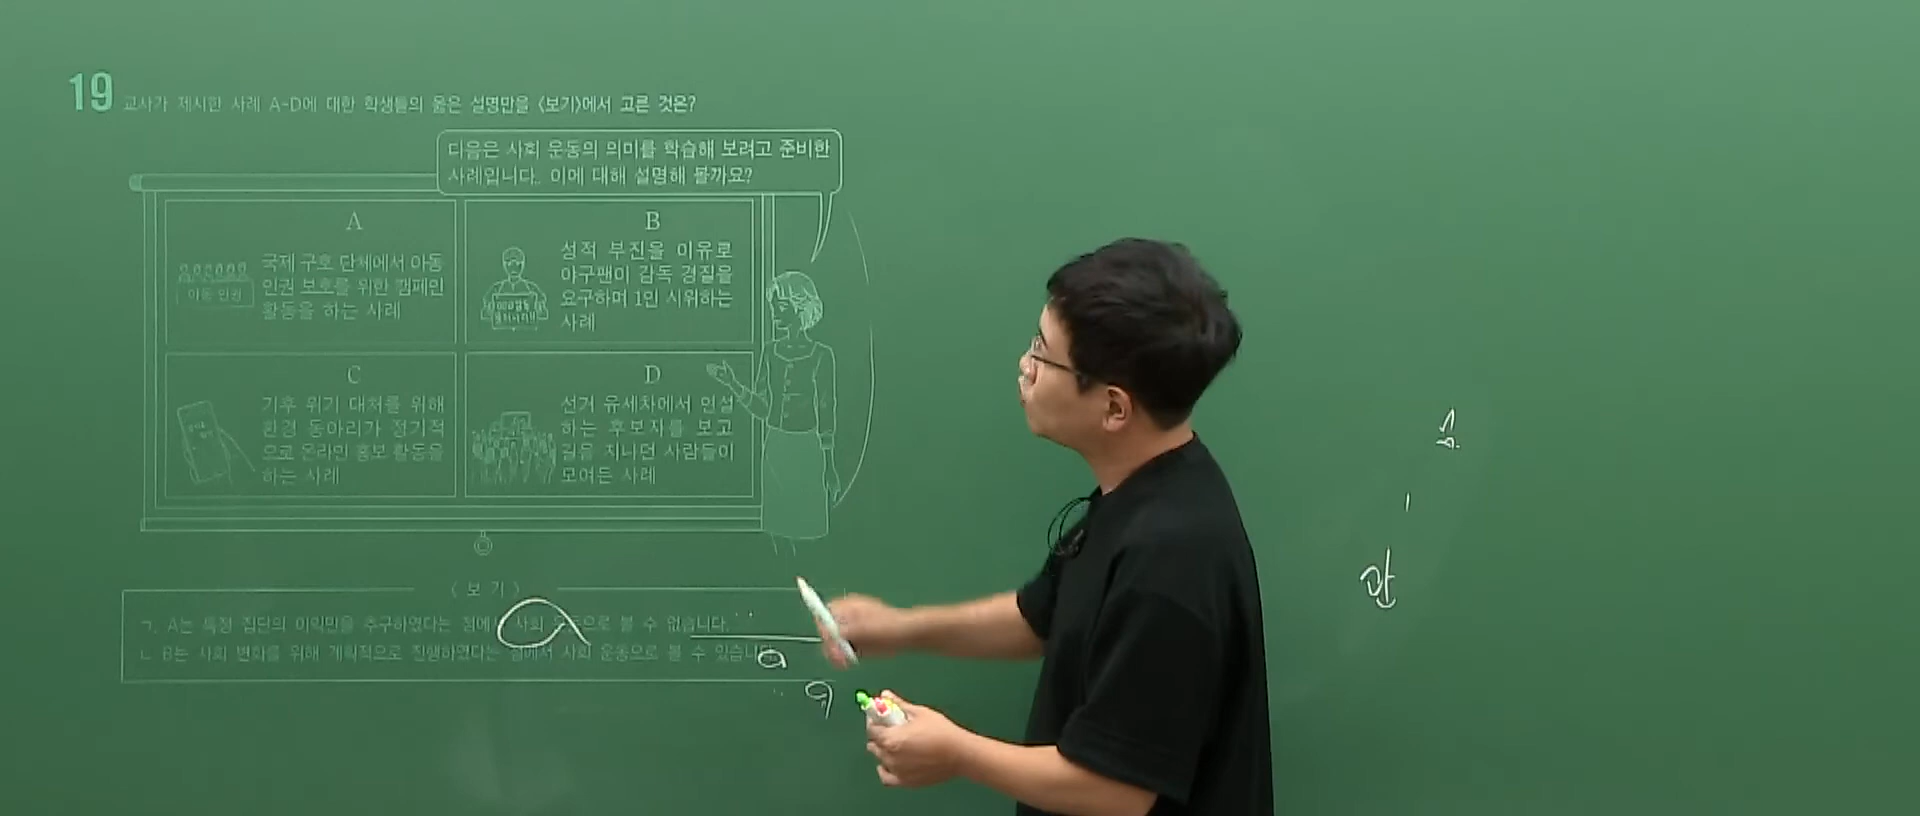 19 교사가 제시한 사례 A~D에 대한 학생들의 옳은 설명만을 <보기>에서 고른 것은?
다음은 사회 운동의 의미를 학습해 보려고 준비한
사례입니다. 이에 대해 설명해 볼까요?
A
아동 인권
국제 구호 단체에서 아동
인권 보호를 위한 캠페인
활동을 하는 사례
B
성적 부진을 이유로
야구팬이 감독 경질을
요구하며 1인 시위하는
사례
C
기후 위기 대처를 위해
환경 동아리가 정기적
으로 온라인 홍보 활동을
하는 사례
D
선거 유세차에서 연설
하는 후보자를 보고
길을 지나던 사람들이
모여든 사례
<보 기>
ㄱ. A는 특정 집단의 이익만을 추구하였다는 점에서 사회 운동으로 볼 수 없습니다.
ㄴ. B는 사회 변화를 위해 계획적으로 진행하였다는 점에서 사회 운동으로 볼 수 있습니다.